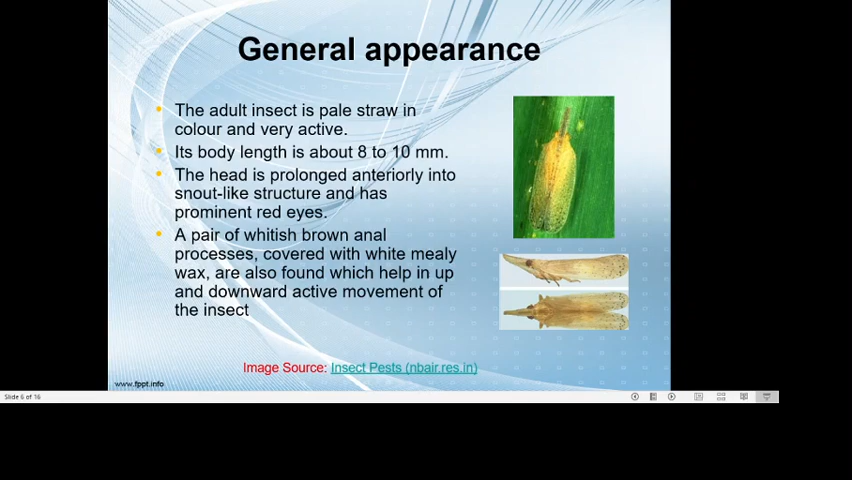 General appearance
The adult insect is pale straw in
colour and very active.
Its body length is about 8 to 10 mm.
The head is prolonged anteriorly into
snout-like structure and has
prominent red eyes.
A pair of whitish brown anal
processes, covered with white mealy
wax, are also found which help in up
and downward active movement of
the insect
Image Source: Insect Pests (nbair.res.in)
www.fppt.info
Slide 6 of 16